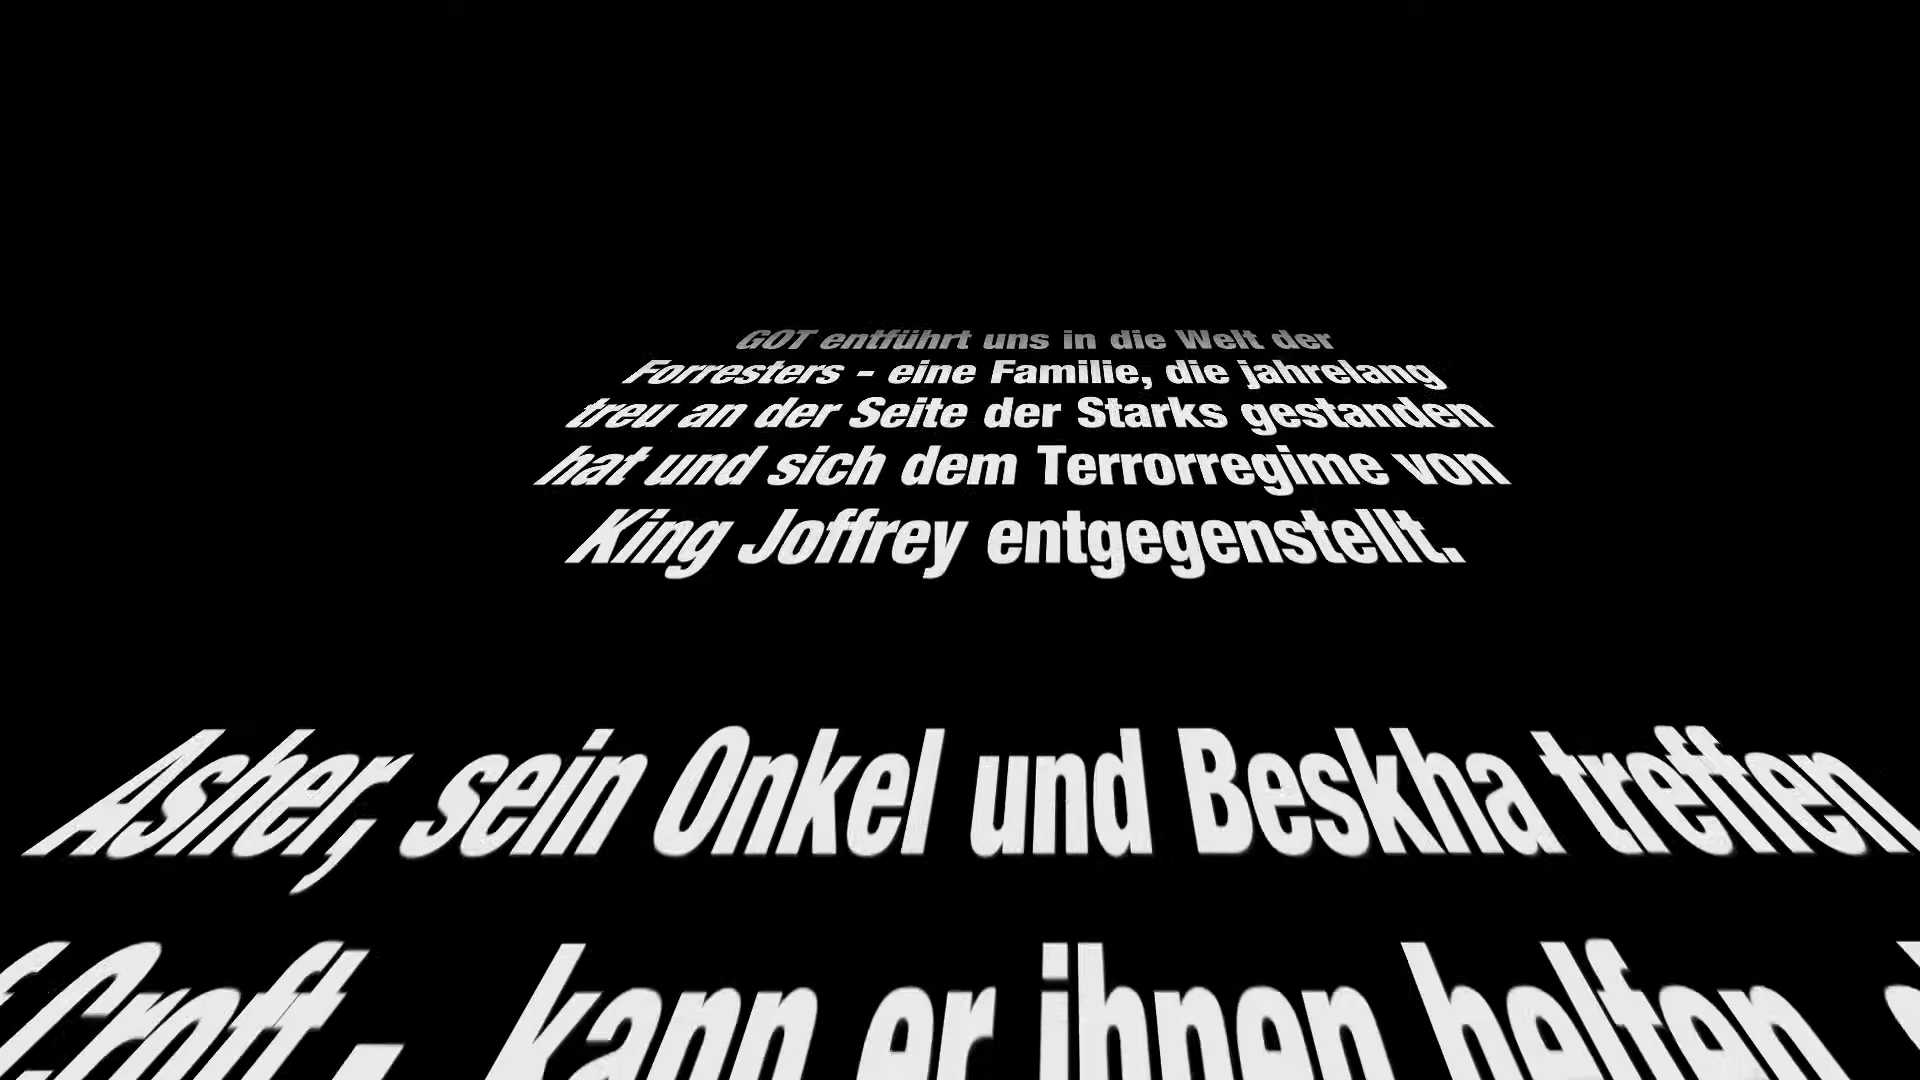 GOT entführt uns in die Welt der
Forresters - eine Familie, die jahrelang
treu an der Seite der Starks gestanden
hat und sich dem Terrorregime von
King Joffrey entgegenstellt.
Asher, sein Onkel und Beskha treffen
Croft - kann er ihnen helfen,